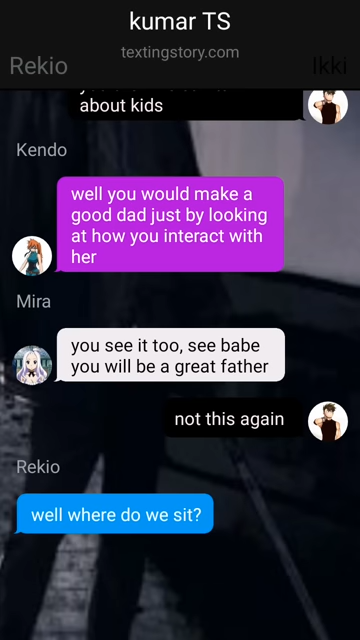 kumar TS
textingstory.com
Rekio
Ikki
about kids
Kendo
well you would make a
good dad just by looking
at how you interact with
her
Mira
you see it too, see babe
you will be a great father
not this again
Rekio
well where do we sit?